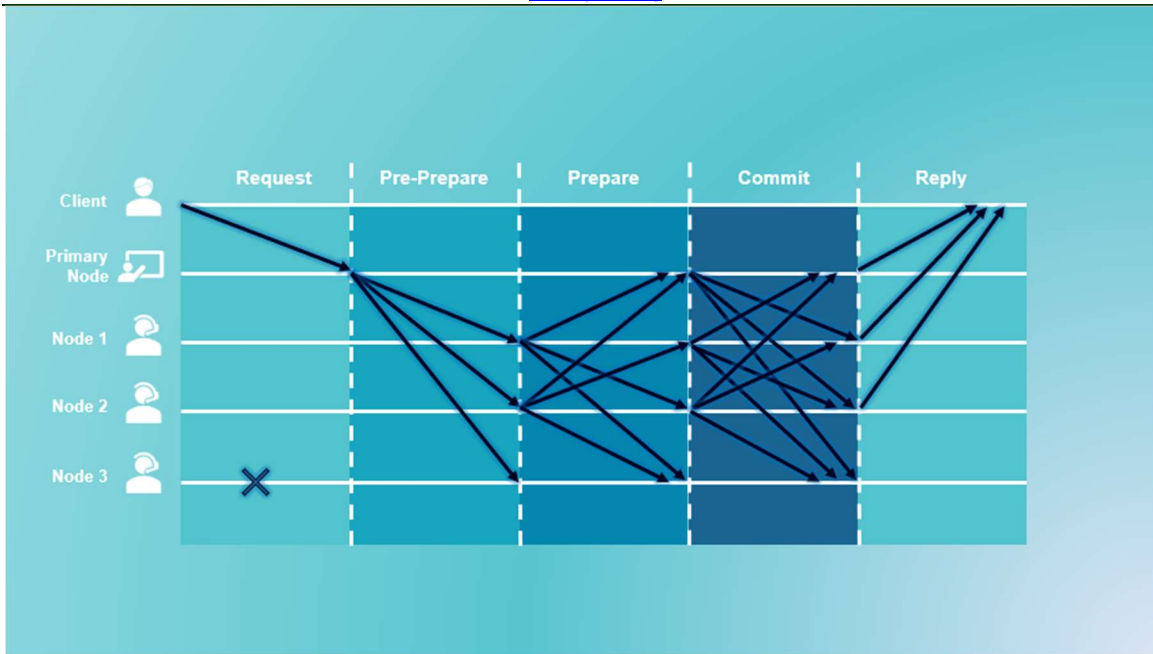 Request Pre-Prepare Prepare Commit Reply
Client
Primary
Node
Node 1
Node 2
Node 3